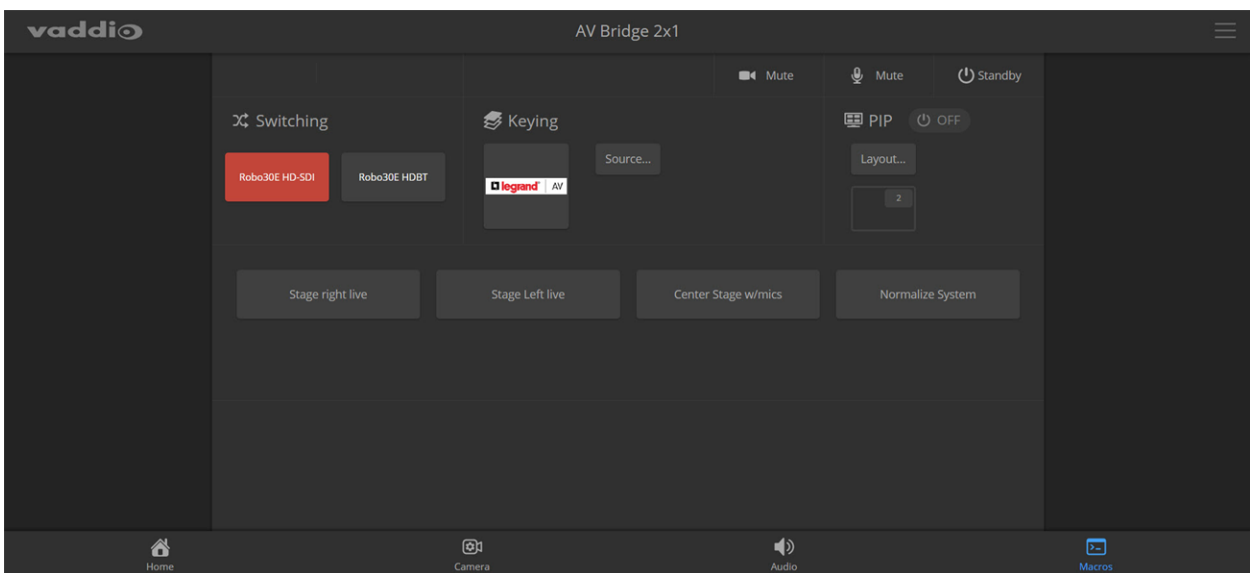 vaddio
AV Bridge 2x1
Mute
Mute
Standby
Switching
Keying
PIP
OFF
Robo30E HD-SDI
Robo30E HDBT
legrand AV
Source...
Layout...
2
Stage right live
Stage Left live
Center Stage w/mics
Normalize System
Home
Camera
Audio
Macros